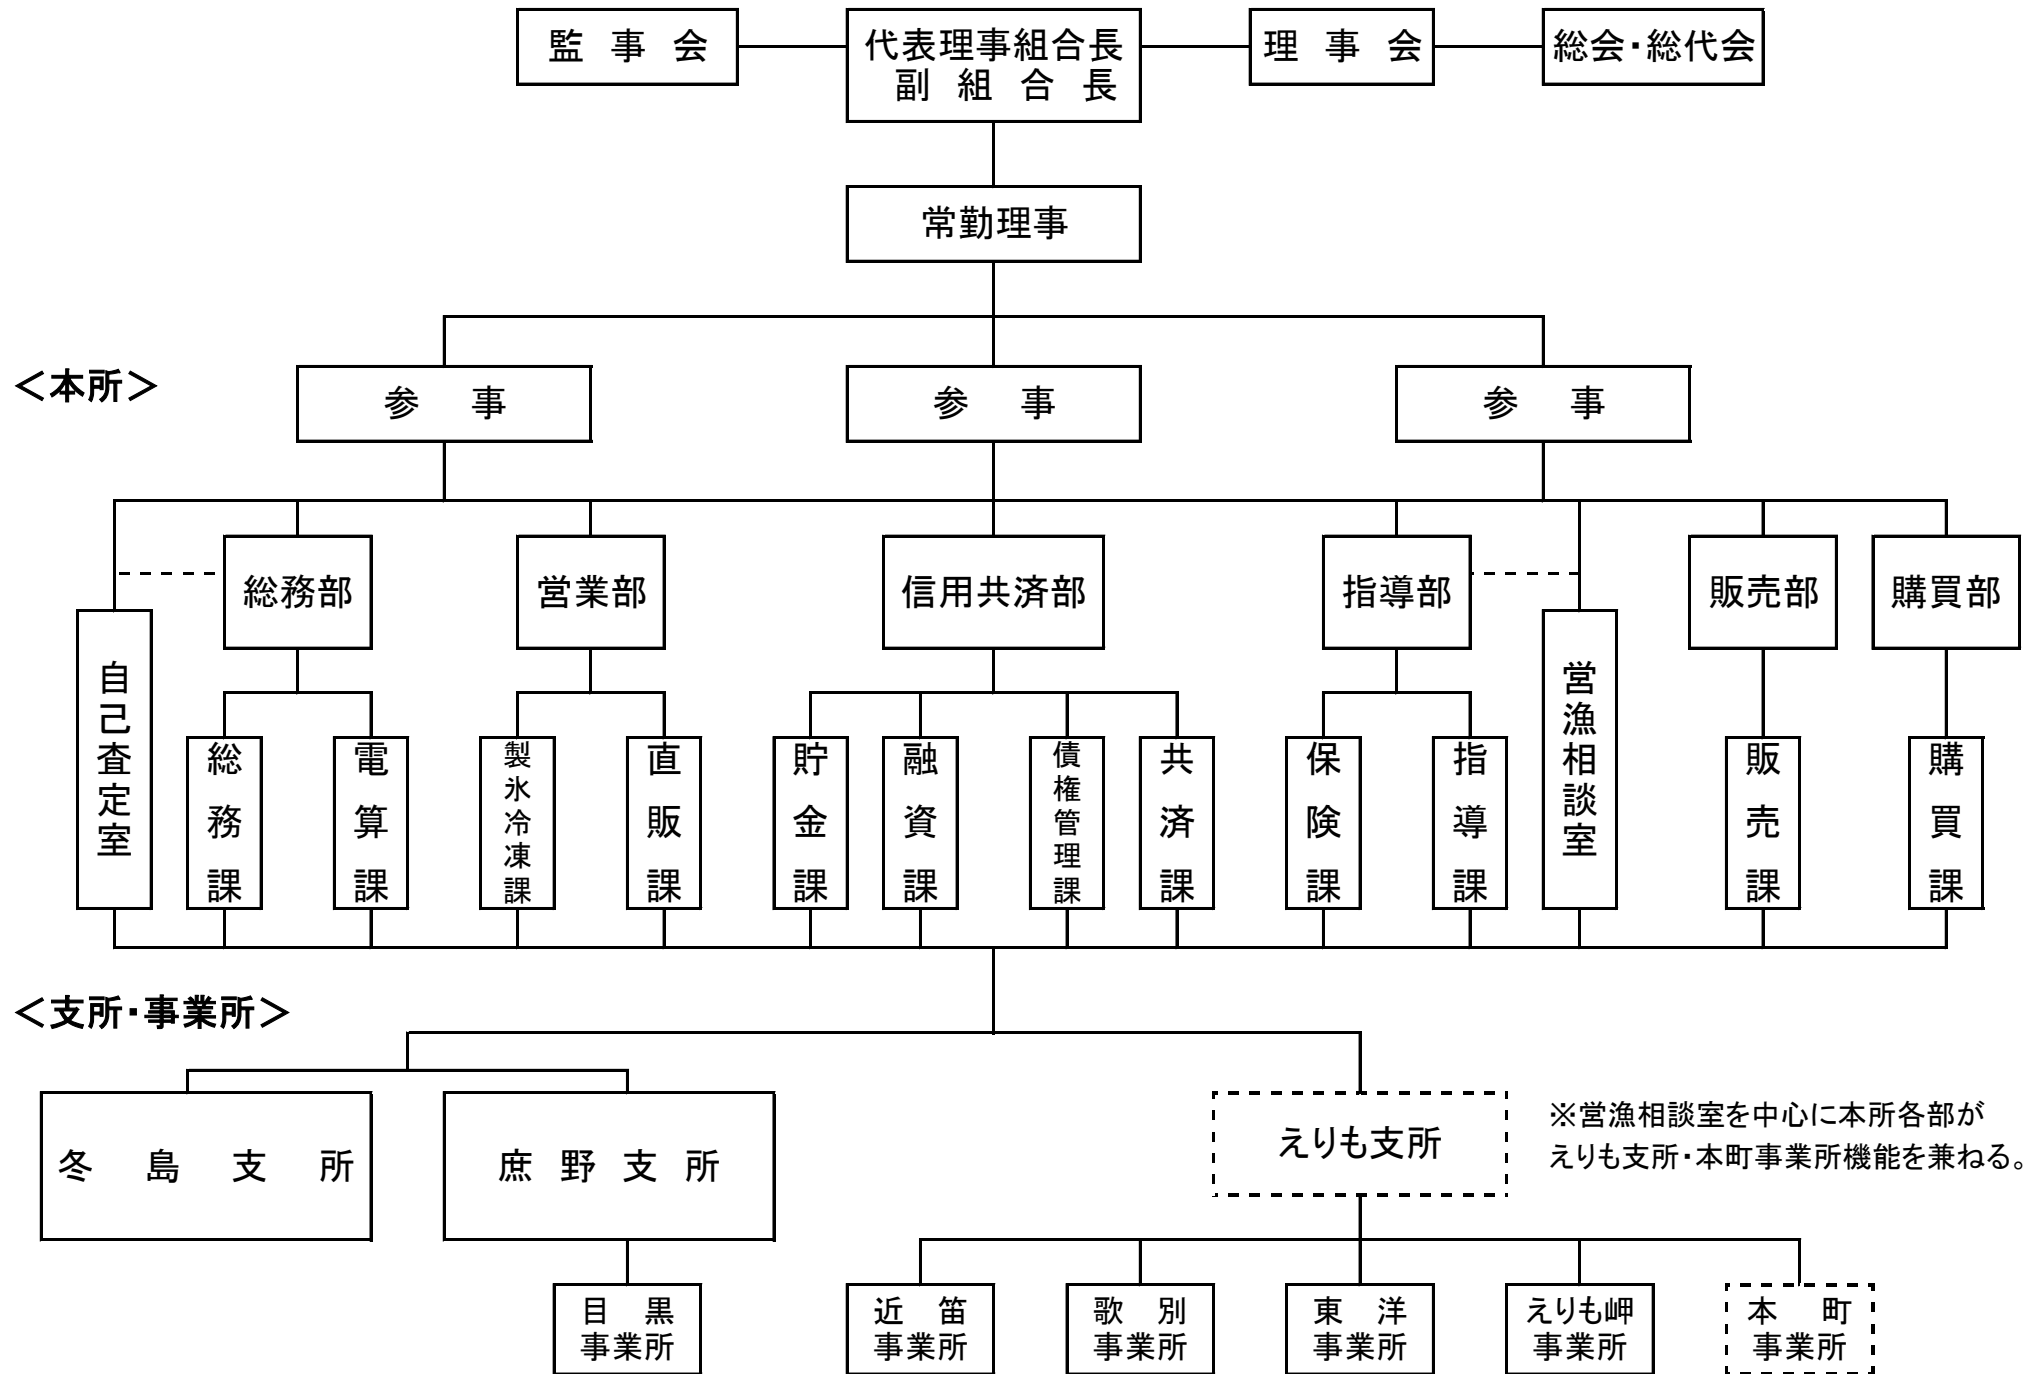 監事会
代表理事組合長
副組合長
理事会
総会・総代会
常勤理事
＜本所＞
参事
参事
参事
総務部
営業部
信用共済部
指導部
販売部
購買部
自己査定室
総務課
電算課
製氷冷凍課
直販課
貯金課
融資課
債権管理課
共済課
保険課
指導課
営漁相談室
販売課
購買課
＜支所・事業所＞
冬島支所
庶野支所
えりも支所
※営漁相談室を中心に本所各部が
えりも支所・本町事業所機能を兼ねる。
目黒
事業所
近笛
事業所
歌別
事業所
東洋
事業所
えりも岬
事業所
本町
事業所